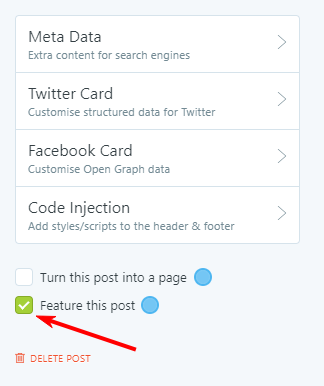 Meta Data
Extra content for search engines
Twitter Card
Customise structured data for Twitter
Facebook Card
Customise Open Graph data
Code Injection
Add styles/scripts to the header & footer
Turn this post into a page
Feature this post
DELETE POST